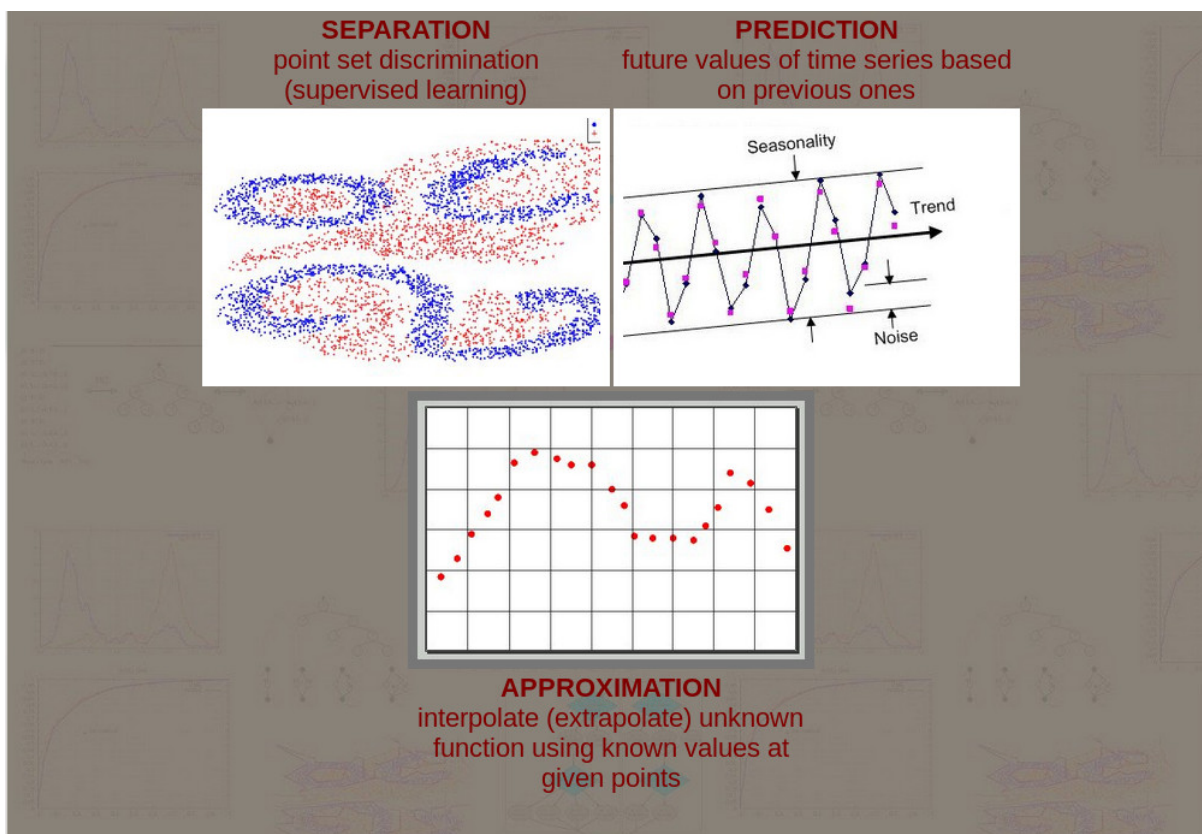 SEPARATION
point set discrimination
(supervised learning)
PREDICTION
future values of time series based
on previous ones
Seasonality
Trend
Noise
APPROXIMATION
interpolate (extrapolate) unknown
function using known values at
given points